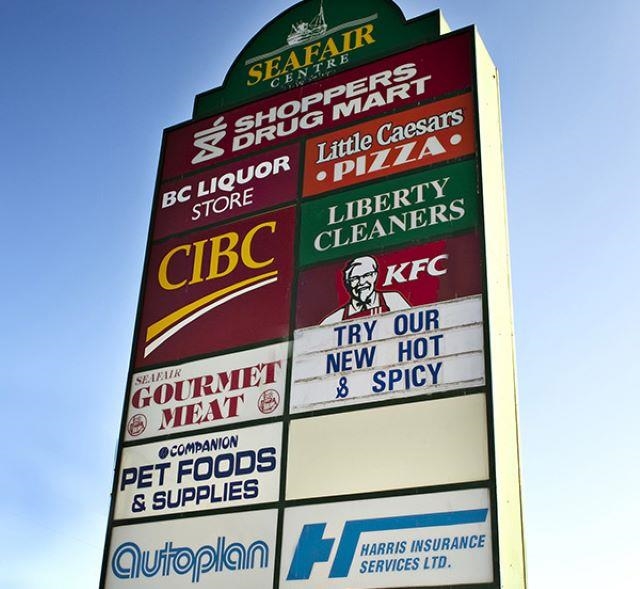 SEAFAIR
CENTRE
SHOPPERS
DRUG MART
BC LIQUOR
STORE
Little Caesars
• PIZZA •
LIBERTY
CLEANERS
CIBC
KFC
TRY OUR
NEW HOT
& SPICY
SEAFAIR
GOURMET
MEAT
COMPANION
PET FOODS
& SUPPLIES
autoplan
HARRIS INSURANCE
SERVICES LTD.